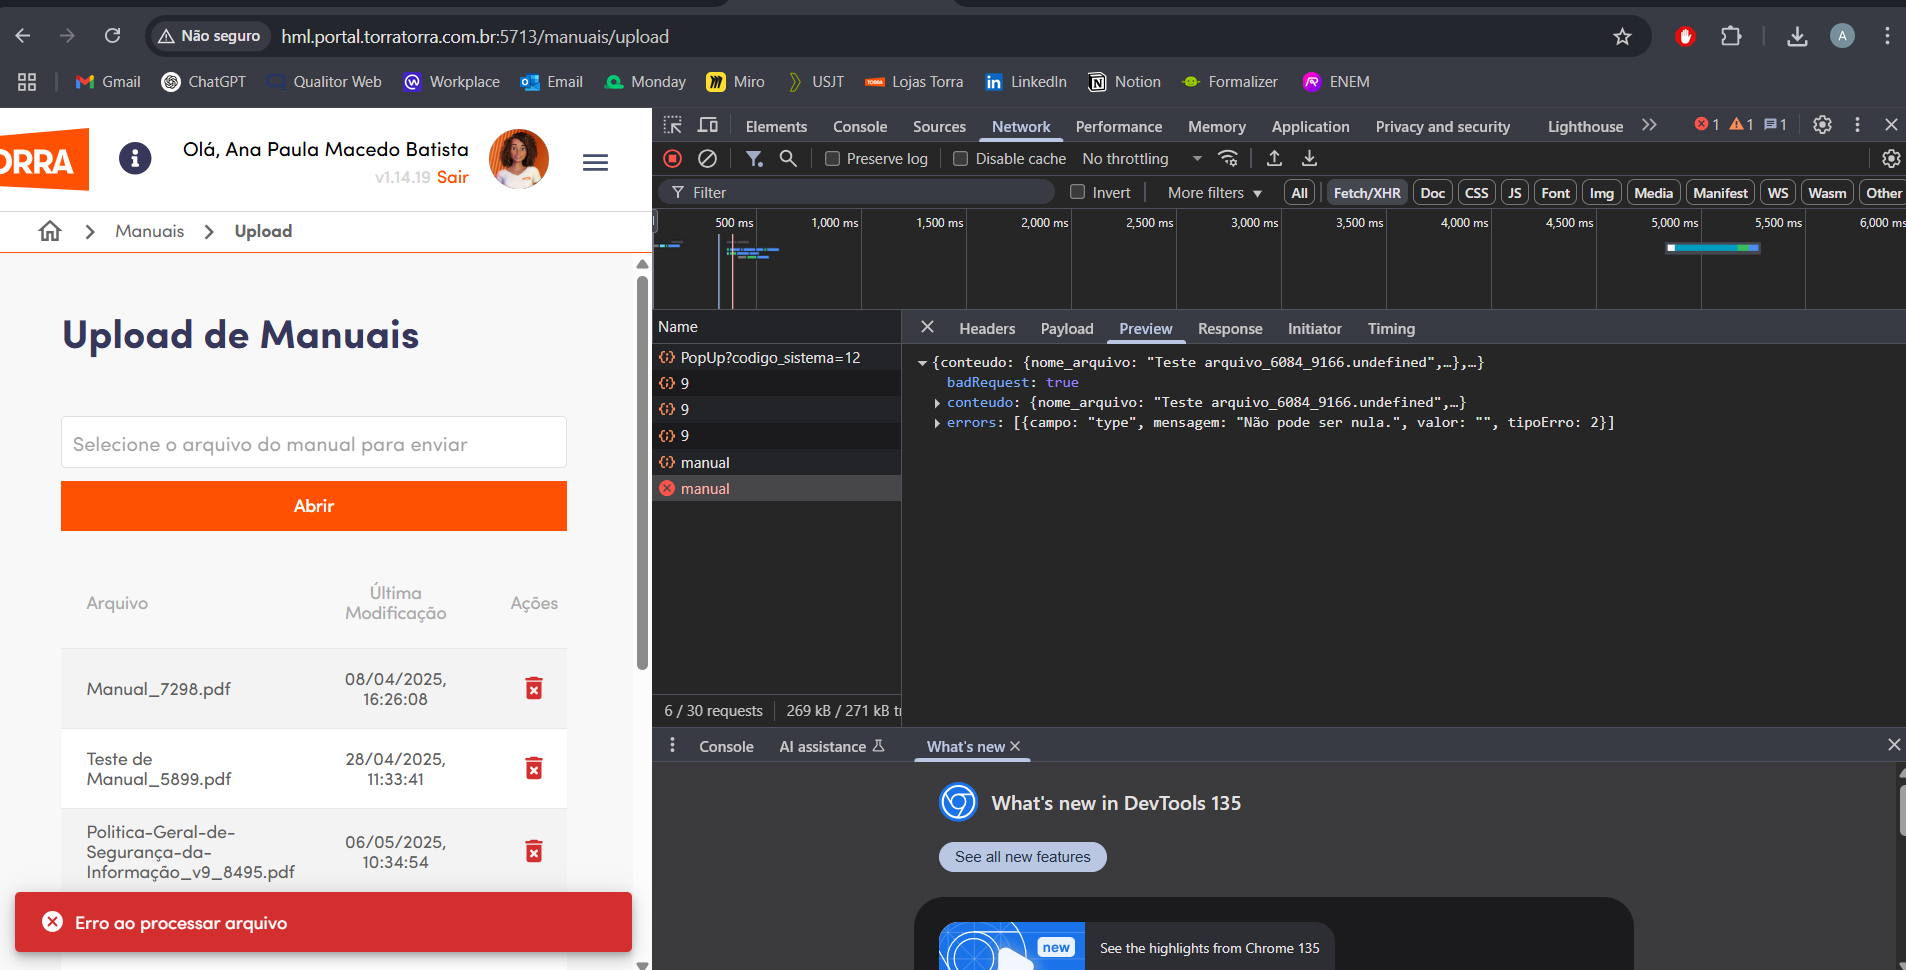 Não seguro
hml.portal.torratorra.com.br:5713/manuais/upload
A
Gmail
ChatGPT
Qualitor Web
Workplace
Email
Monday
Miro
USJT
Lojas Torra
LinkedIn
Notion
Formalizer
ENEM
ORRA
Olá, Ana Paula Macedo Batista
v1.14.19 Sair
Manuais
Upload
Upload de Manuais
Selecione o arquivo do manual para enviar
Abrir
Arquivo
Última
Modificação
Ações
Manual_7298.pdf
08/04/2025,
16:26:08
Teste de
Manual_5899.pdf
28/04/2025,
11:33:41
Politica-Geral-de-
Segurança-da-
Informação_v9_8495.pdf
06/05/2025,
10:34:54
Erro ao processar arquivo
Elements
Console
Sources
Network
Performance
Memory
Application
Privacy and security
Lighthouse
1
1
1
Preserve log
Disable cache
No throttling
Filter
Invert
More filters
All
Fetch/XHR
Doc
CSS
JS
Font
Img
Media
Manifest
WS
Wasm
Other
500 ms
1,000 ms
1,500 ms
2,000 ms
2,500 ms
3,000 ms
3,500 ms
4,000 ms
4,500 ms
5,000 ms
5,500 ms
6,000 ms
Name
PopUp?codigo_sistema=12
9
9
9
manual
manual
6 / 30 requests
269 kB / 271 kB tr
Headers
Payload
Preview
Response
Initiator
Timing
{conteudo: {nome_arquivo: "Teste arquivo_6084_9166.undefined",…},…}
badRequest: true
conteudo: {nome_arquivo: "Teste arquivo_6084_9166.undefined",…}
errors: [{campo: "type", mensagem: "Não pode ser nula.", valor: "", tipoErro: 2}]
Console
AI assistance
What's new
What's new in DevTools 135
See all new features
new
See the highlights from Chrome 135